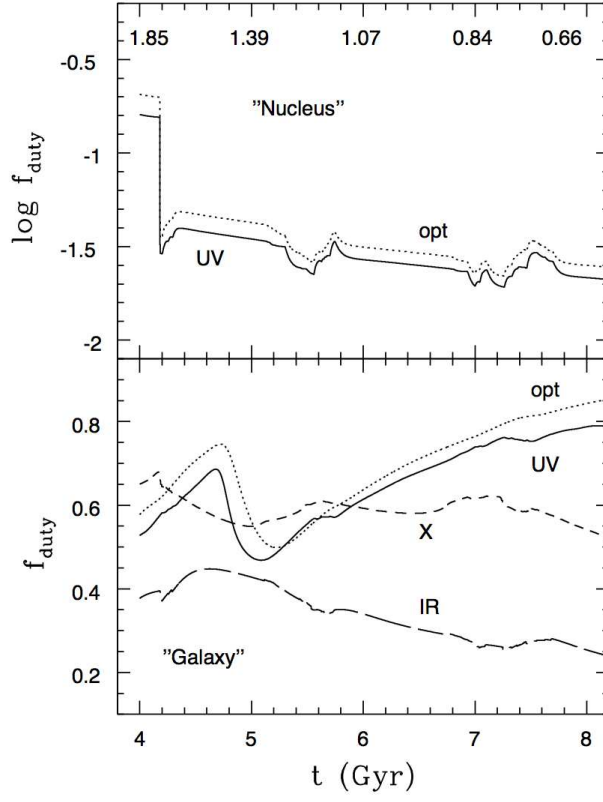 1.85 1.39 1.07 0.84 0.66
-0.5
"Nucleus"
-1
log f_duty
opt
-1.5
UV
-2
opt
0.8
UV
0.6
X
f_duty
IR
0.4
"Galaxy"
0.2
4 5 6 7 8
t (Gyr)